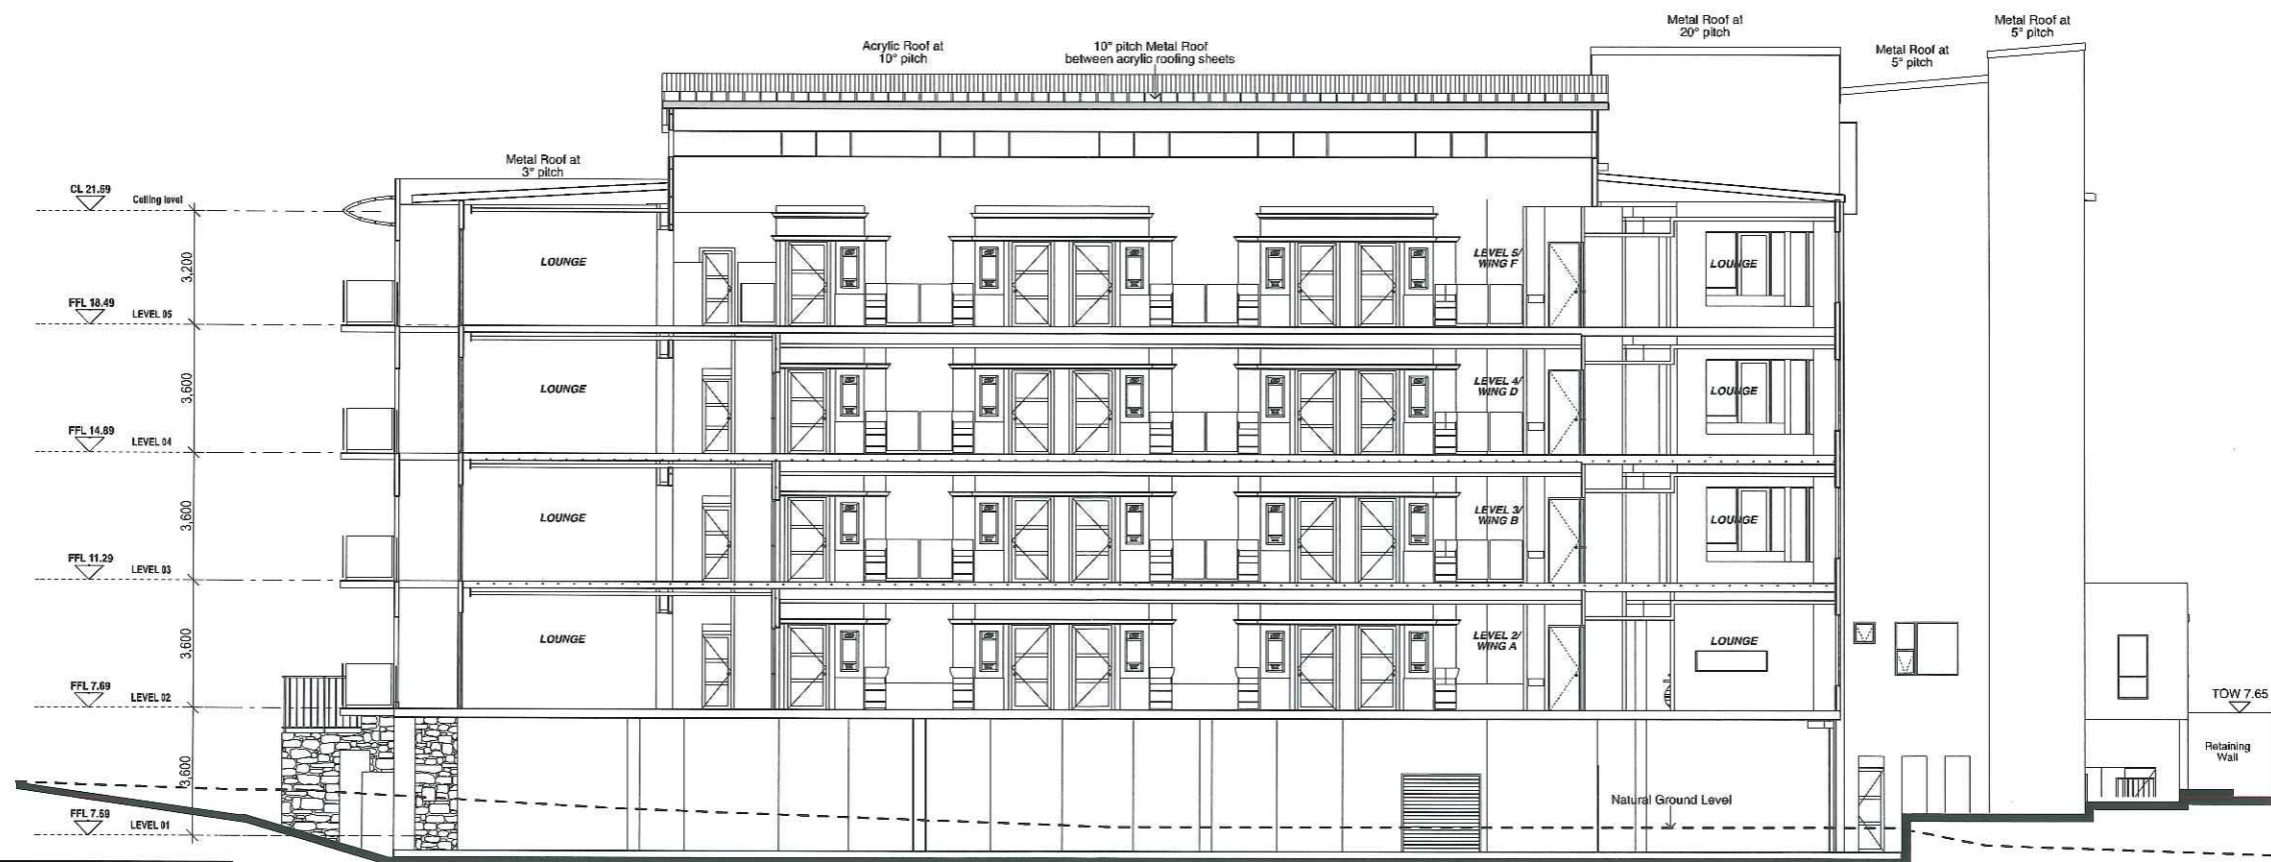 Metal Roof at
20° pitch
Metal Roof at
5° pitch
Metal Roof at
5° pitch
Acrylic Roof at
10° pitch
10° pitch Metal Roof
between acrylic roofing sheets
Metal Roof at
3° pitch
CL 21.69
Ceiling level
3,200
LOUNGE
LEVEL 5/
WING F
LOUNGE
FFL 18.49
LEVEL 05
3,600
LOUNGE
LEVEL 4/
WING D
LOUNGE
FFL 14.89
LEVEL 04
3,600
LOUNGE
LEVEL 3/
WING B
LOUNGE
FFL 11.29
LEVEL 03
3,600
LOUNGE
LEVEL 2/
WING A
LOUNGE
FFL 7.69
LEVEL 02
TOW 7.65
Retaining
Wall
3,600
Natural Ground Level
FFL 7.59
LEVEL 01